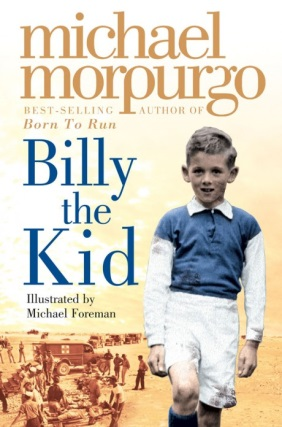 michael
morpurgo
BEST-SELLING AUTHOR OF
Born To Run
Billy
the
Kid
Illustrated by
Michael Foreman